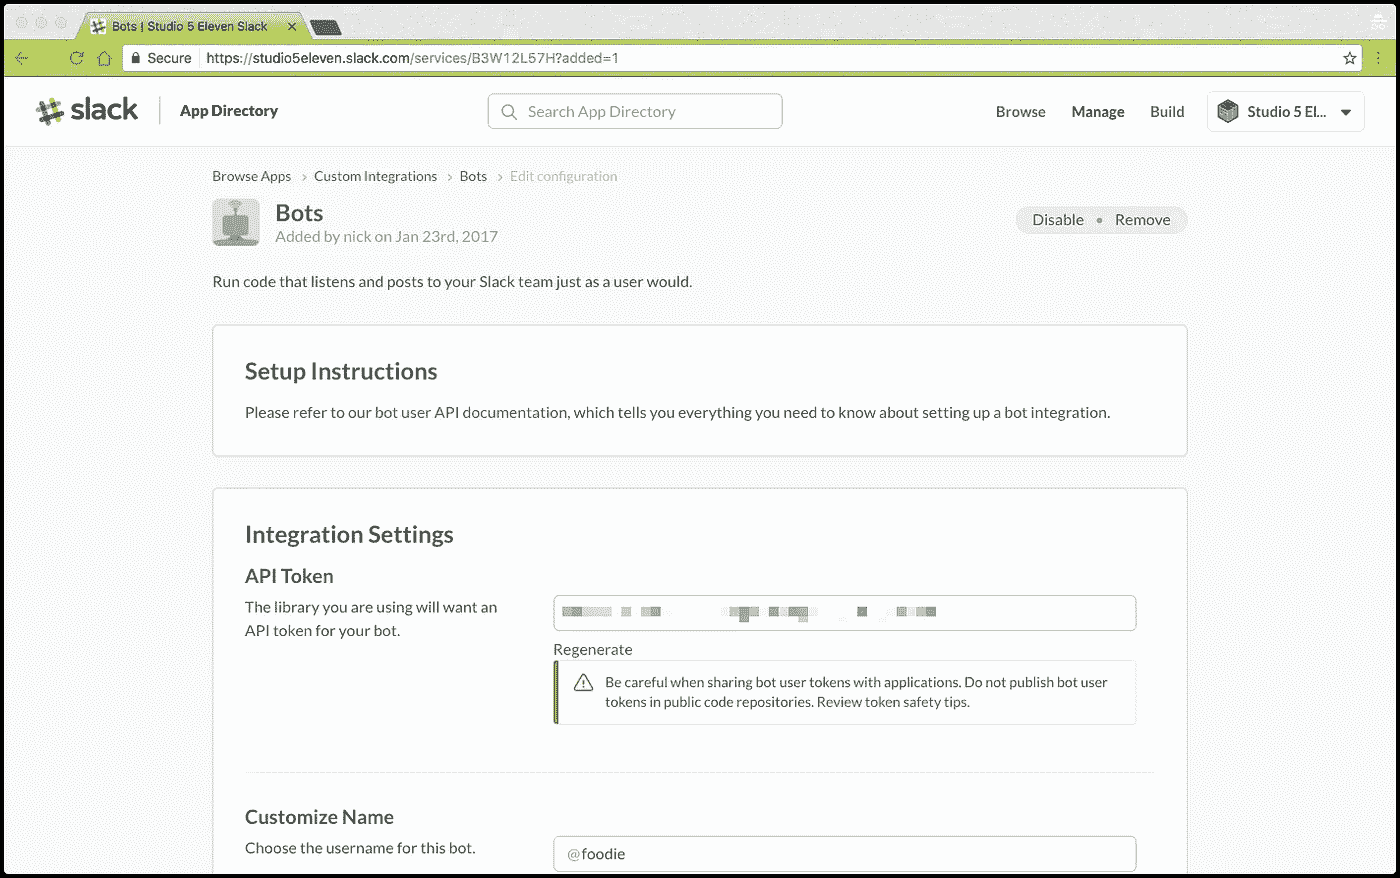 Bots | Studio 5 Eleven Slack
Secure https://studio5eleven.slack.com/services/B3W12L57H?added=1
slack App Directory Search App Directory Browse Manage Build Studio 5 El...
Browse Apps > Custom Integrations > Bots > Edit configuration
Bots
Added by nick on Jan 23rd, 2017
Disable • Remove
Run code that listens and posts to your Slack team just as a user would.
Setup Instructions
Please refer to our bot user API documentation, which tells you everything you need to know about setting up a bot integration.
Integration Settings
API Token
The library you are using will want an
API token for your bot.
Regenerate
Be careful when sharing bot user tokens with applications. Do not publish bot user
tokens in public code repositories. Review token safety tips.
Customize Name
Choose the username for this bot.
@foodie